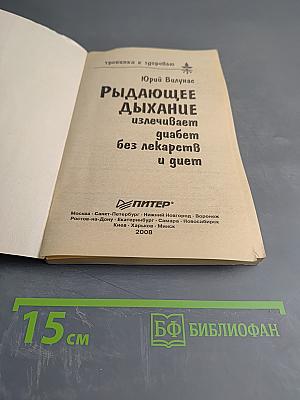 тропинка к здоровью
Юрий Вилунас
РЫДАЮЩЕЕ
ДЫХАНИЕ
излечивает
диабет
без лекарств
и диет
ПИТЕР®
Москва · Санкт-Петербург · Нижний Новгород · Воронеж
Ростов-на-Дону · Екатеринбург · Самара · Новосибирск
Киев · Харьков · Минск
2008
15 см
БФ БИБЛИОФАН